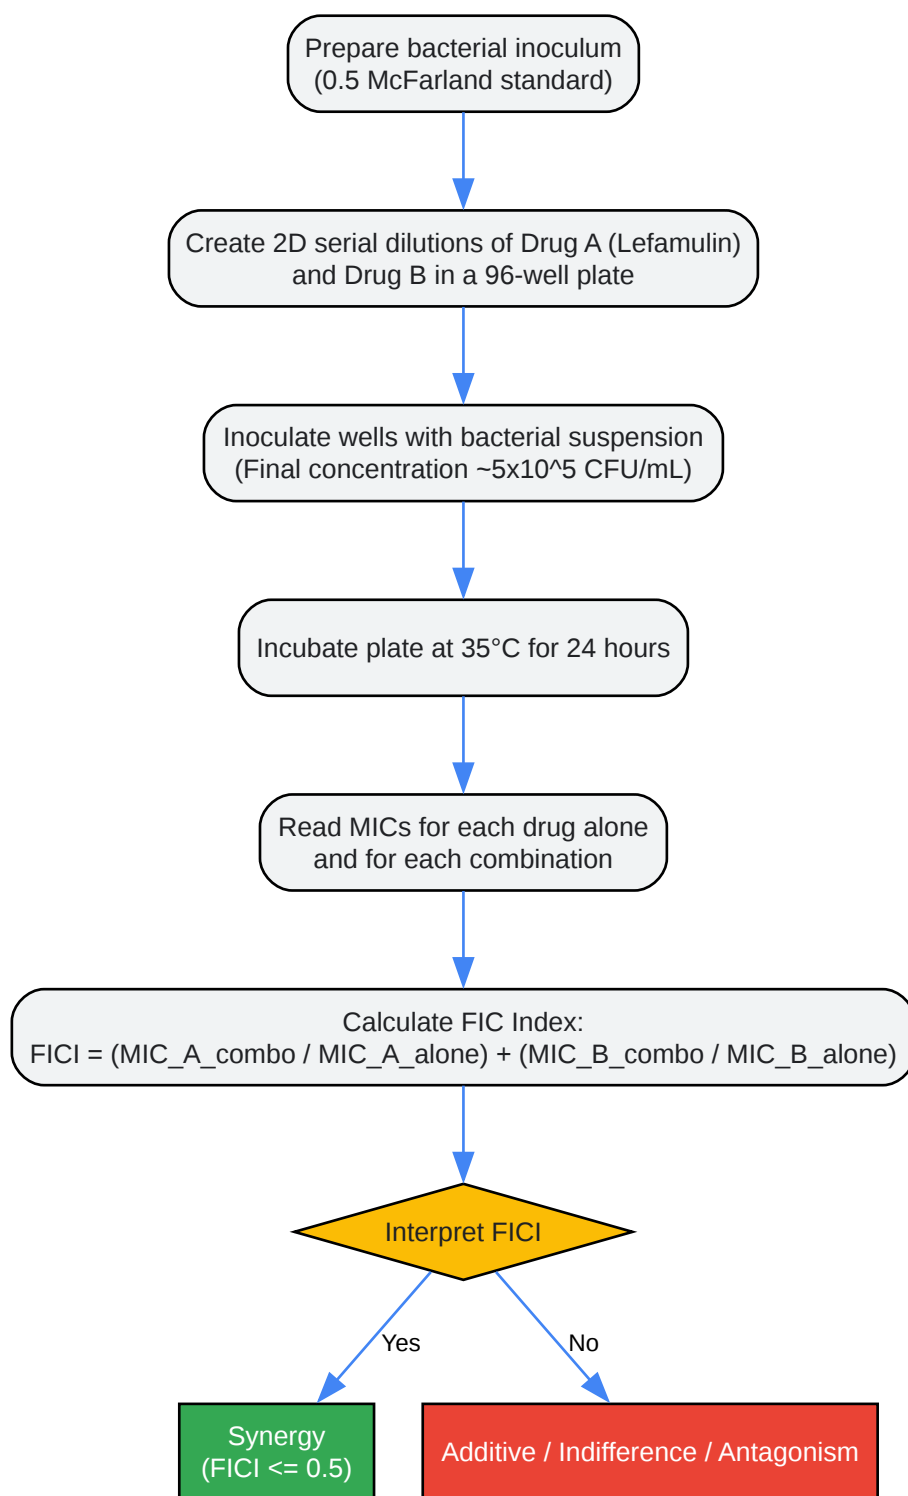 Prepare bacterial inoculum
(0.5 McFarland standard)
Create 2D serial dilutions of Drug A (Lefamulin)
and Drug B in a 96-well plate
Inoculate wells with bacterial suspension
(Final concentration ~5x10^5 CFU/mL)
Incubate plate at 35°C for 24 hours
Read MICs for each drug alone
and for each combination
Calculate FIC Index:
FICI = (MIC_A_combo / MIC_A_alone) + (MIC_B_combo / MIC_B_alone)
Interpret FICI
Yes
No
Synergy
(FICI <= 0.5)
Additive / Indifference / Antagonism